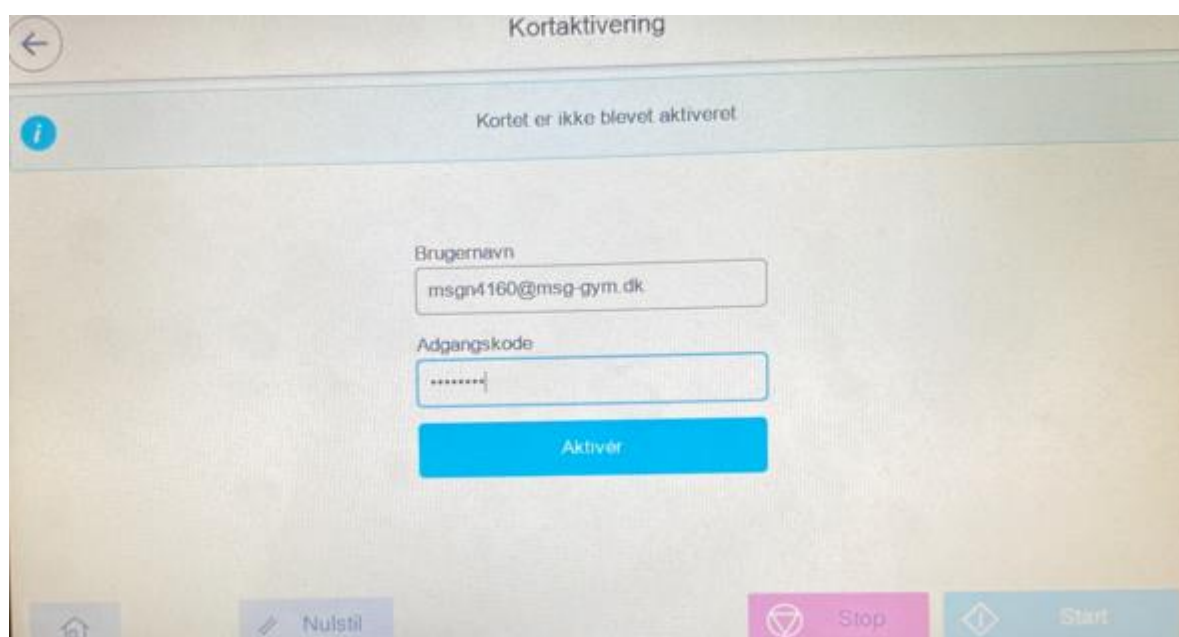 Kortaktivering
Kortet er ikke blevet aktiveret
Brugernavn
msgn4160@msg-gym.dk
Adgangskode
••••••••
Aktivér
Nulstil
Stop
Start